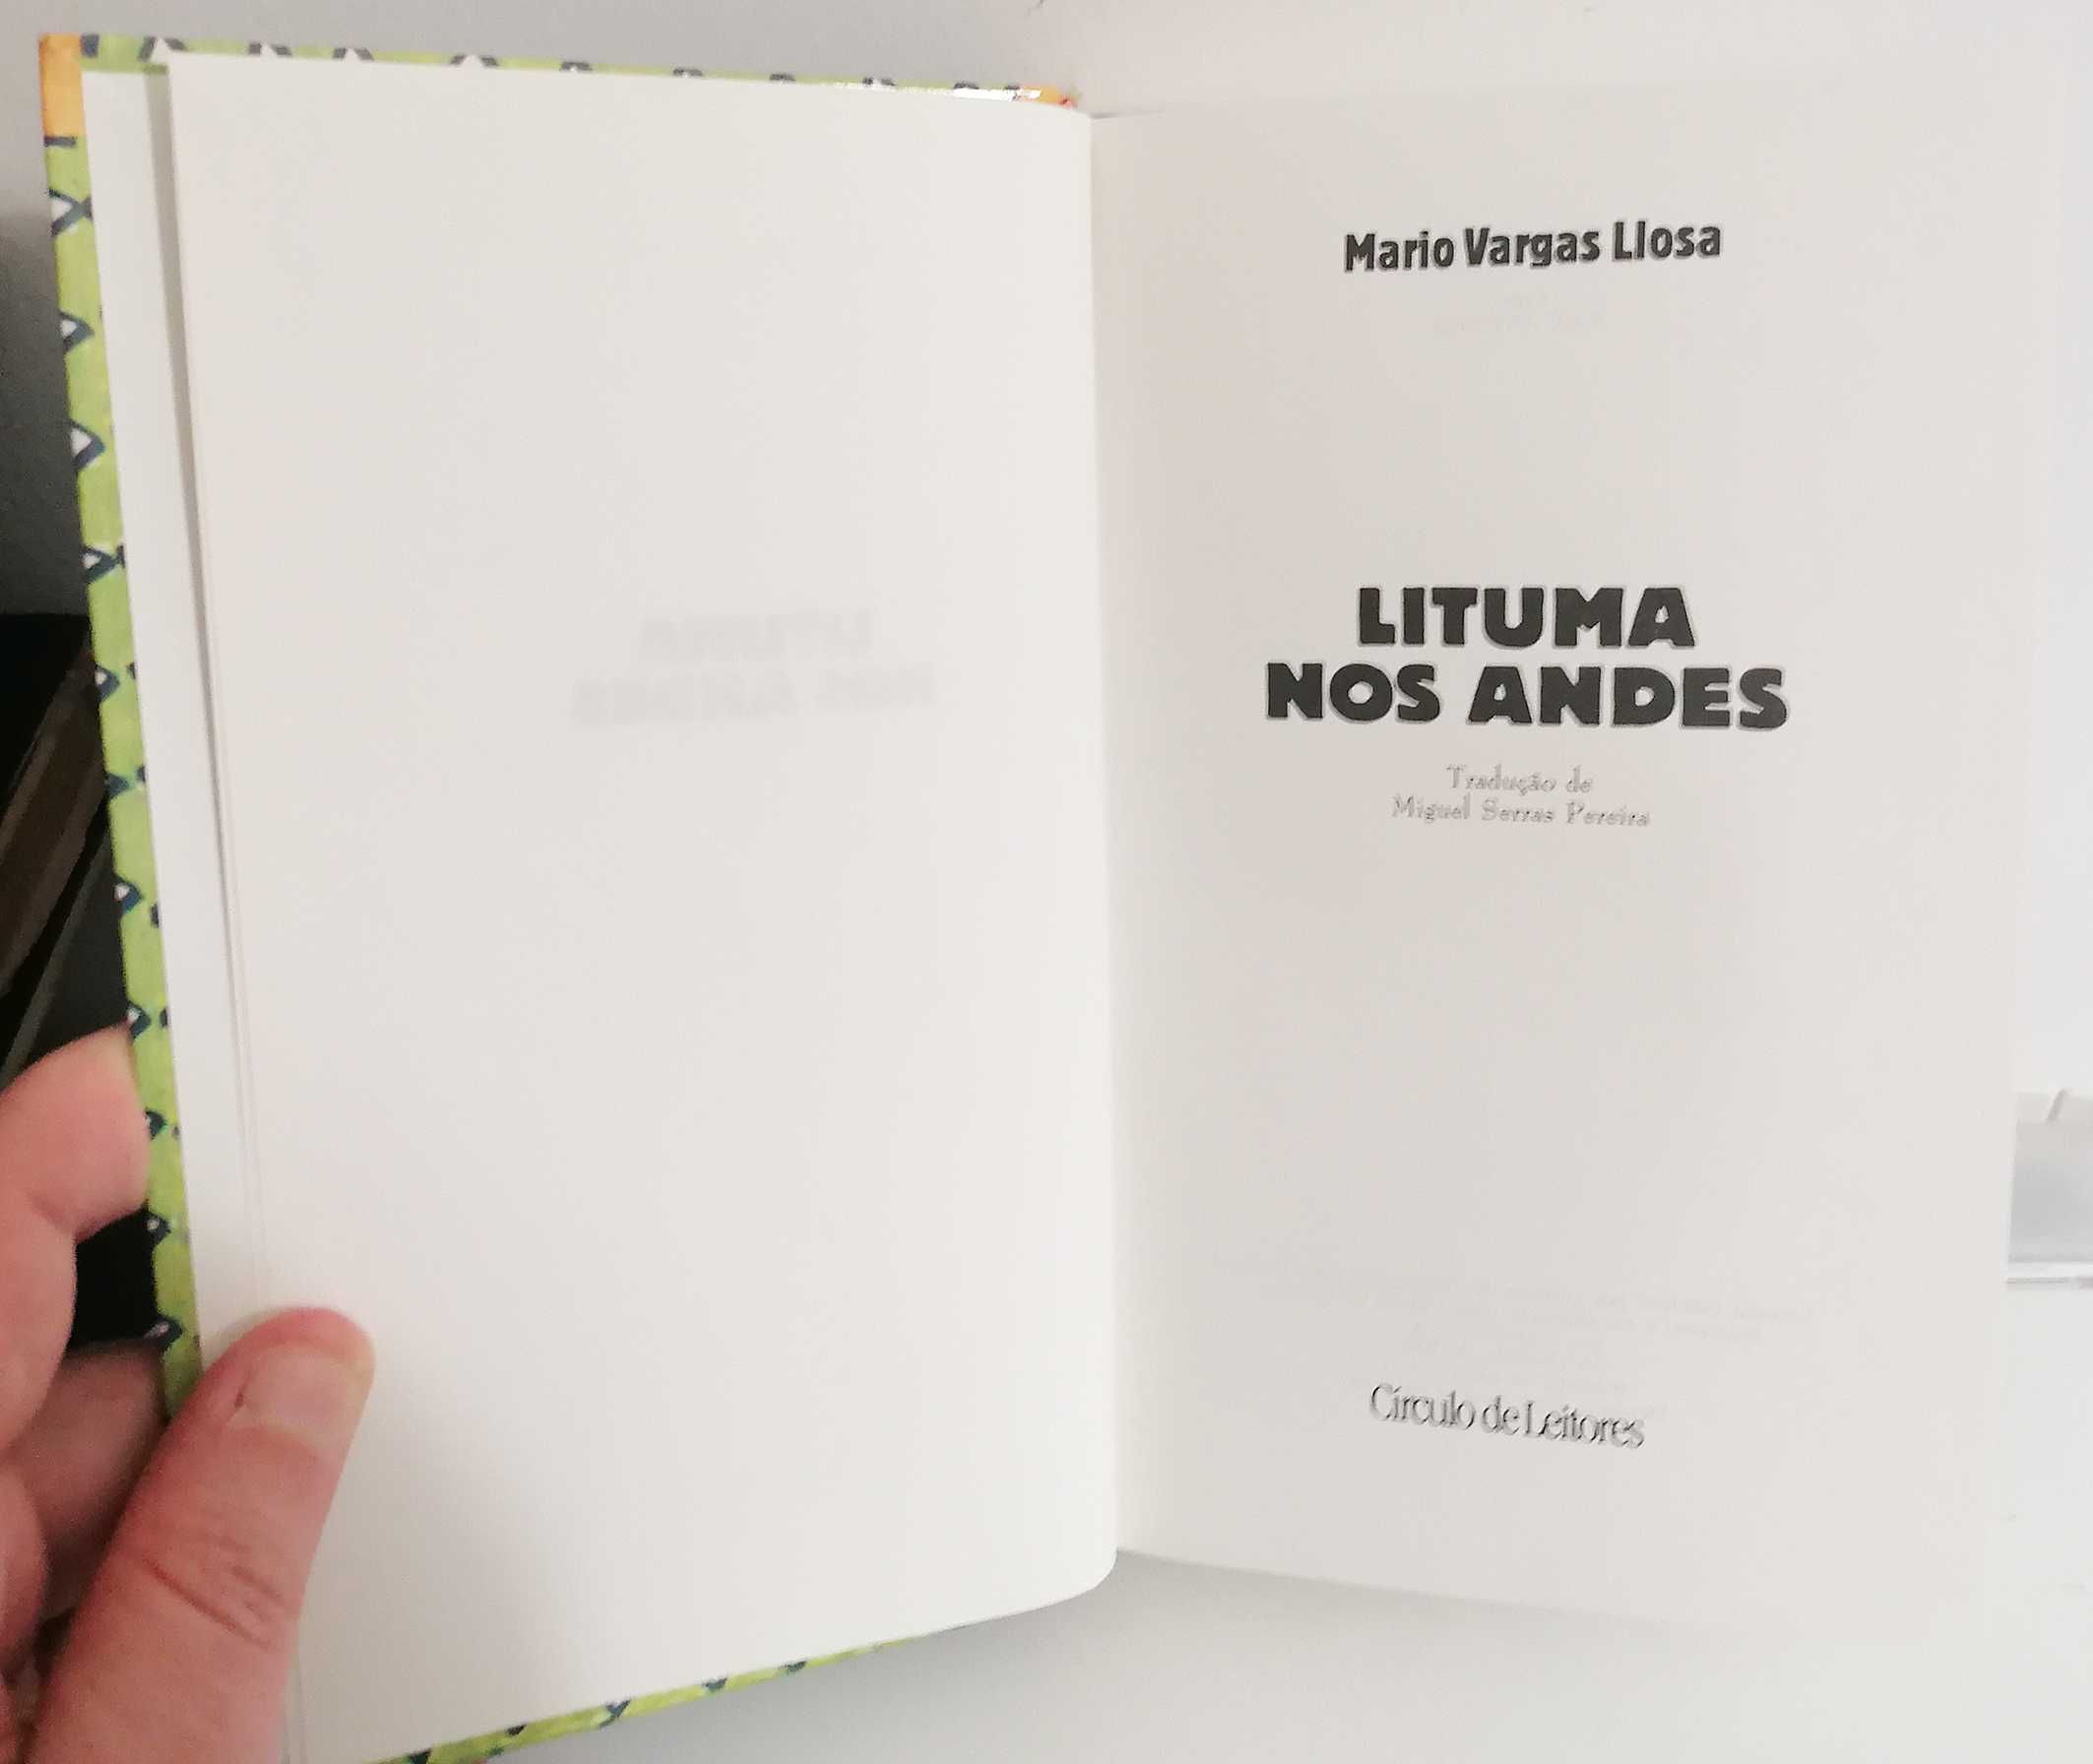 Mario Vargas Llosa
LITUMA
NOS ANDES
Tradução de
Miguel Serras Pereira
Círculo de Leitores